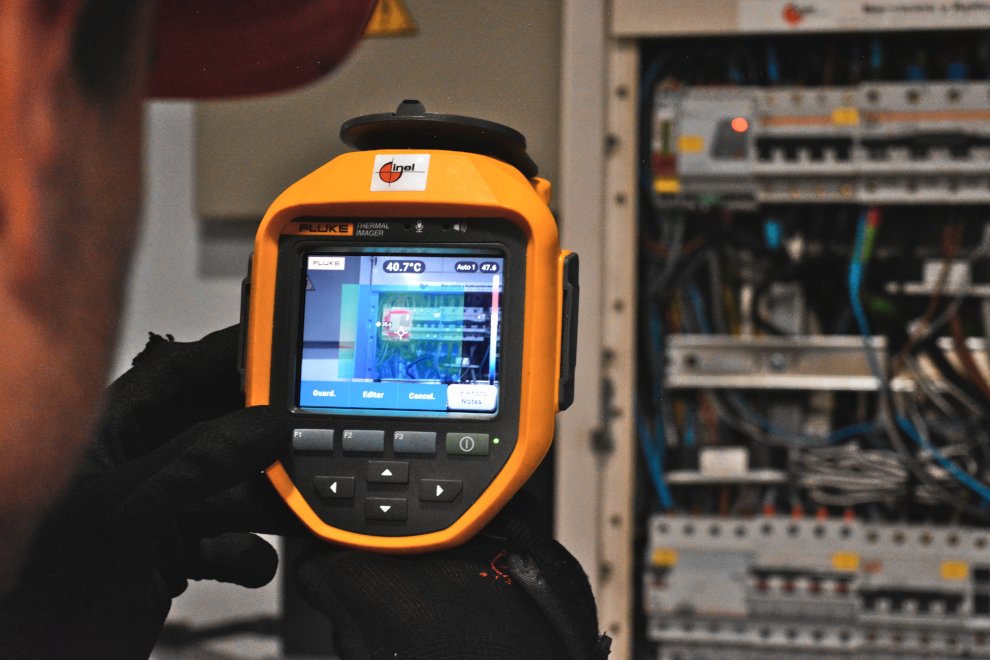 inel
FLUKE
THERMAL
IMAGER
FLUKE
40.7°C
Auto 1
47.6
Guard.
Editar
Cancel.
Notes
F1
F2
F3